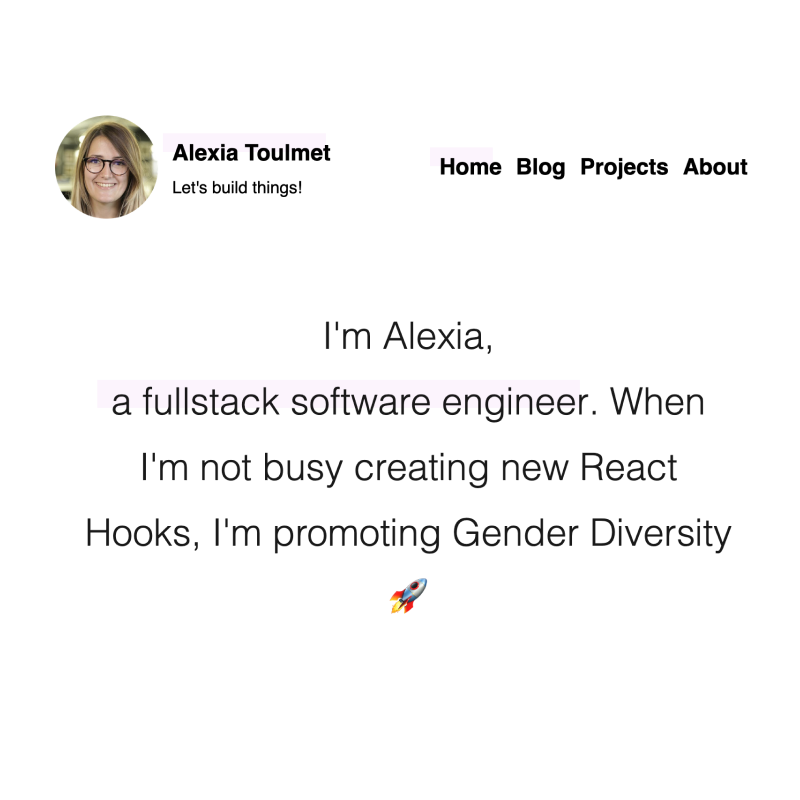 Alexia Toulmet
Let's build things!
Home Blog Projects About
I'm Alexia,
a fullstack software engineer. When
I'm not busy creating new React
Hooks, I'm promoting Gender Diversity
🚀